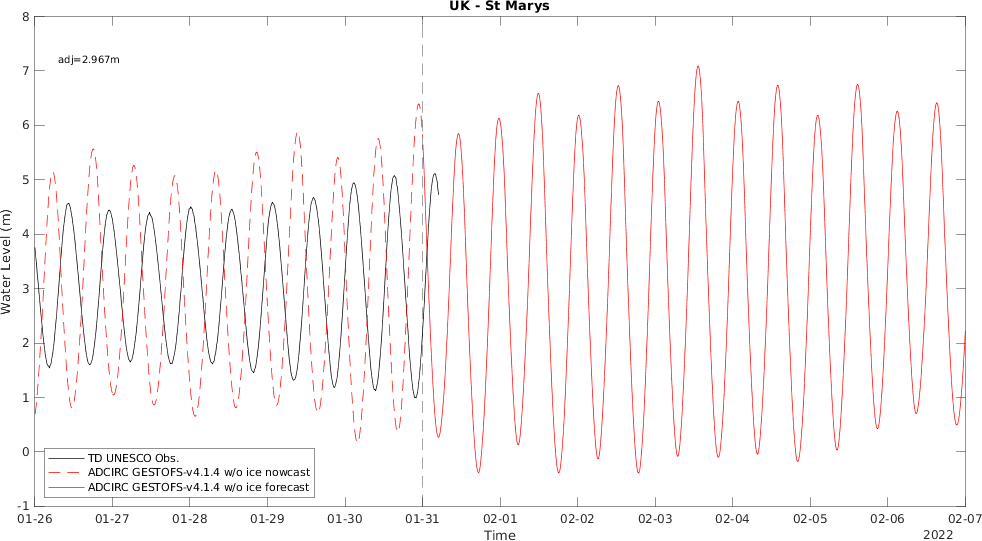 UK - St Marys
8
adj=2.967m
7
6
5
4
3
2
1
0
-1
Water Level (m)
TD UNESCO Obs.
ADCIRC GESTOFS-v4.1.4 w/o ice nowcast
ADCIRC GESTOFS-v4.1.4 w/o ice forecast
01-26 01-27 01-28 01-29 01-30 01-31 02-01 02-02 02-03 02-04 02-05 02-06 02-07
Time
2022